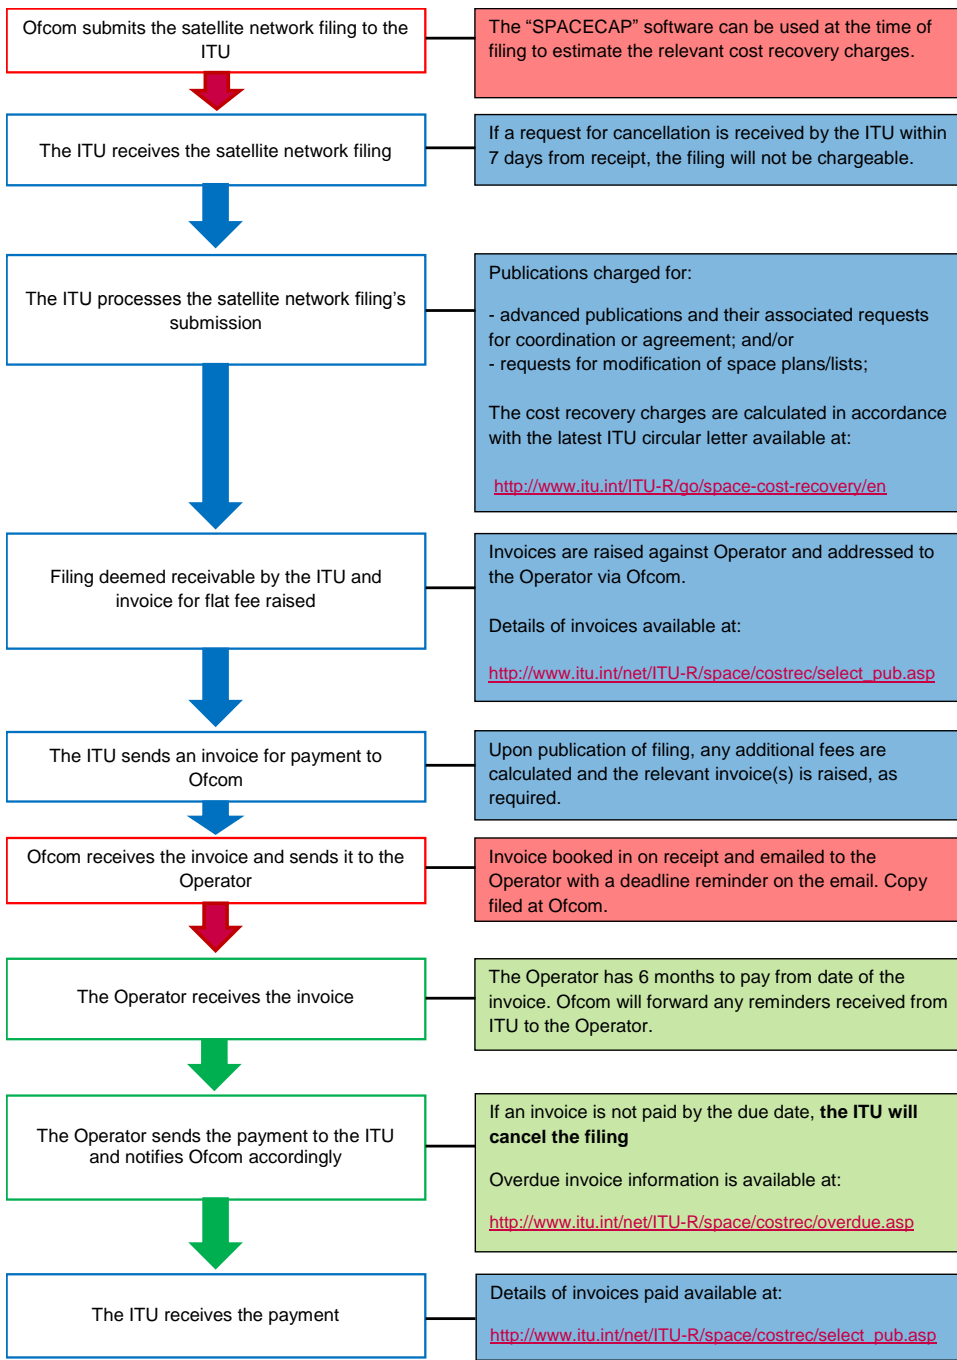 Ofcom submits the satellite network filing to the
ITU
The “SPACECAP” software can be used at the time of
filing to estimate the relevant cost recovery charges.
The ITU receives the satellite network filing
If a request for cancellation is received by the ITU within
7 days from receipt, the filing will not be chargeable.
The ITU processes the satellite network filing’s
submission
Publications charged for:
- advanced publications and their associated requests
for coordination or agreement; and/or
- requests for modification of space plans/lists;
The cost recovery charges are calculated in accordance
with the latest ITU circular letter available at:
http://www.itu.int/ITU-R/go/space-cost-recovery/en
Filing deemed receivable by the ITU and
invoice for flat fee raised
Invoices are raised against Operator and addressed to
the Operator via Ofcom.
Details of invoices available at:
http://www.itu.int/net/ITU-R/space/costrec/select_pub.asp
The ITU sends an invoice for payment to
Ofcom
Upon publication of filing, any additional fees are
calculated and the relevant invoice(s) is raised, as
required.
Ofcom receives the invoice and sends it to the
Operator
Invoice booked in on receipt and emailed to the
Operator with a deadline reminder on the email. Copy
filed at Ofcom.
The Operator receives the invoice
The Operator has 6 months to pay from date of the
invoice. Ofcom will forward any reminders received from
ITU to the Operator.
The Operator sends the payment to the ITU
and notifies Ofcom accordingly
If an invoice is not paid by the due date, the ITU will
cancel the filing
Overdue invoice information is available at:
http://www.itu.int/net/ITU-R/space/costrec/overdue.asp
The ITU receives the payment
Details of invoices paid available at:
http://www.itu.int/net/ITU-R/space/costrec/select_pub.asp